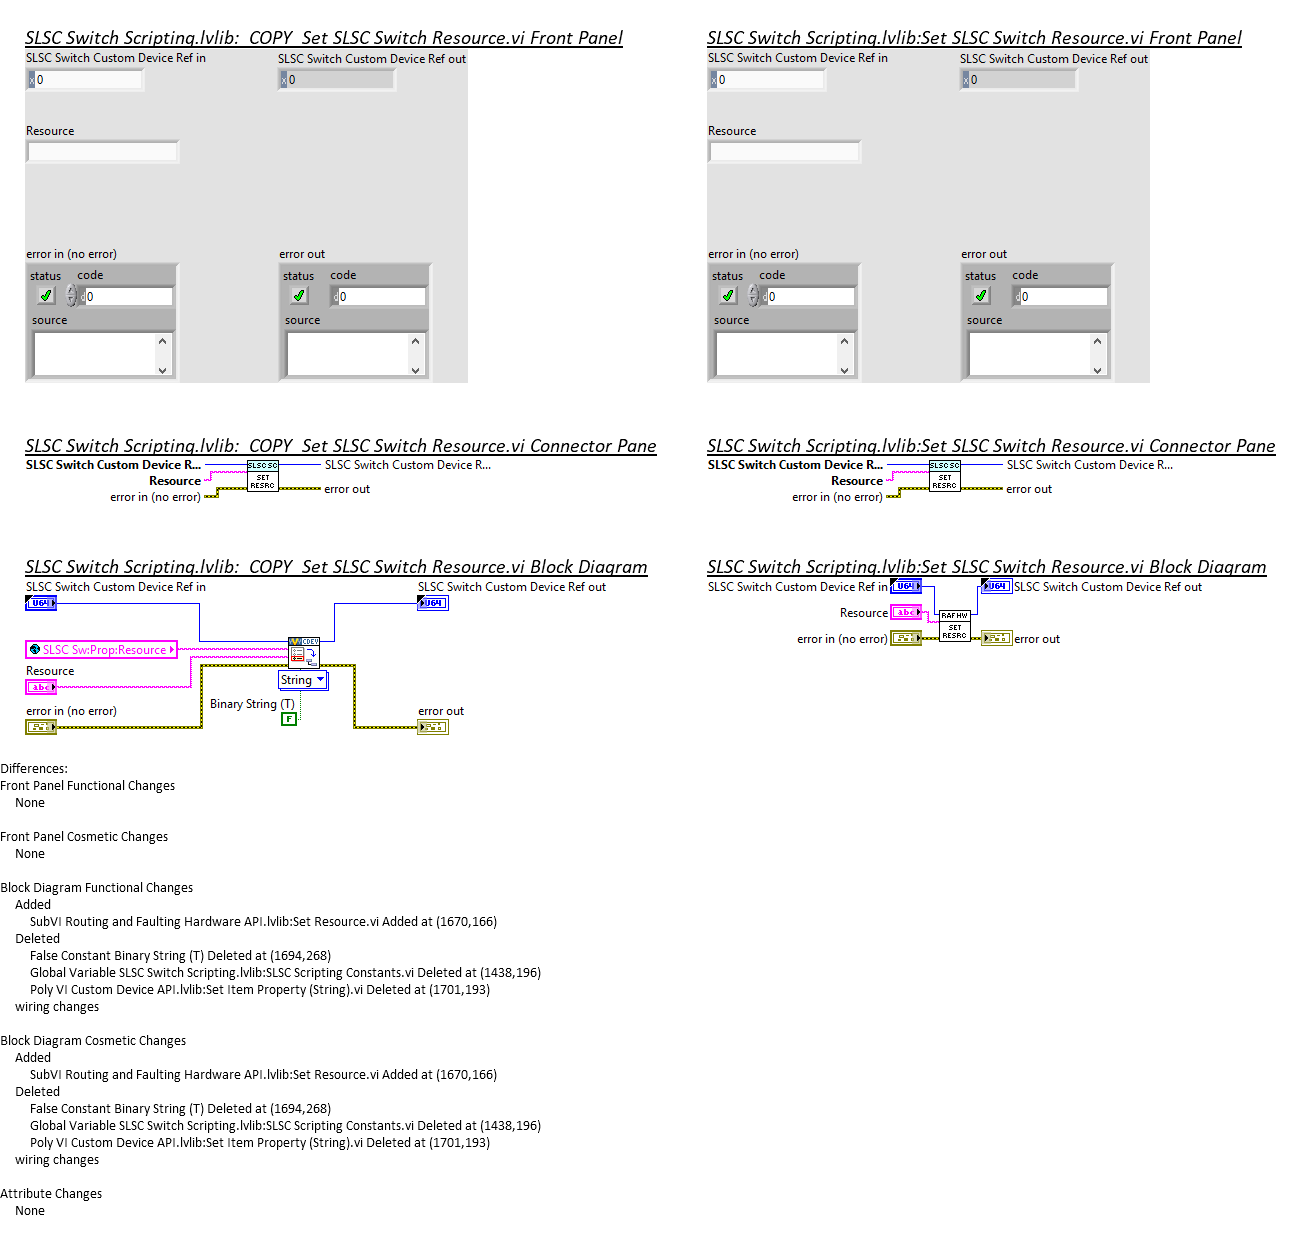 SLSC Switch Scripting.lvlib:  COPY  Set SLSC Switch Resource.vi Front Panel
SLSC Switch Custom Device Ref in
SLSC Switch Custom Device Ref out
x 0
x 0
Resource
error in (no error)
error out
status
code
status
code
d 0
d 0
source
source
SLSC Switch Scripting.lvlib:Set SLSC Switch Resource.vi Front Panel
SLSC Switch Custom Device Ref in
SLSC Switch Custom Device Ref out
x 0
x 0
Resource
error in (no error)
error out
status
code
status
code
d 0
d 0
source
source
SLSC Switch Scripting.lvlib:  COPY  Set SLSC Switch Resource.vi Connector Pane
SLSC Switch Custom Device R...
SLSC SC
SLSC Switch Custom Device R...
Resource
SET
RESRC
error in (no error)
error out
SLSC Switch Scripting.lvlib:Set SLSC Switch Resource.vi Connector Pane
SLSC Switch Custom Device R...
SLSC SC
SLSC Switch Custom Device R...
Resource
SET
RESRC
error in (no error)
error out
SLSC Switch Scripting.lvlib:  COPY  Set SLSC Switch Resource.vi Block Diagram
SLSC Switch Custom Device Ref in
SLSC Switch Custom Device Ref out
U64
U64
CDEV
SLSC Sw:Prop:Resource
Resource
abc
String
Binary String (T)
F
error in (no error)
error out
SLSC Switch Scripting.lvlib:Set SLSC Switch Resource.vi Block Diagram
SLSC Switch Custom Device Ref in
U64
U64
SLSC Switch Custom Device Ref out
Resource
abc
RAF HW
SET
RESRC
error in (no error)
error out
Differences:
Front Panel Functional Changes
None
Front Panel Cosmetic Changes
None
Block Diagram Functional Changes
Added
SubVI Routing and Faulting Hardware API.lvlib:Set Resource.vi Added at (1670,166)
Deleted
False Constant Binary String (T) Deleted at (1694,268)
Global Variable SLSC Switch Scripting.lvlib:SLSC Scripting Constants.vi Deleted at (1438,196)
Poly VI Custom Device API.lvlib:Set Item Property (String).vi Deleted at (1701,193)
wiring changes
Block Diagram Cosmetic Changes
Added
SubVI Routing and Faulting Hardware API.lvlib:Set Resource.vi Added at (1670,166)
Deleted
False Constant Binary String (T) Deleted at (1694,268)
Global Variable SLSC Switch Scripting.lvlib:SLSC Scripting Constants.vi Deleted at (1438,196)
Poly VI Custom Device API.lvlib:Set Item Property (String).vi Deleted at (1701,193)
wiring changes
Attribute Changes
None